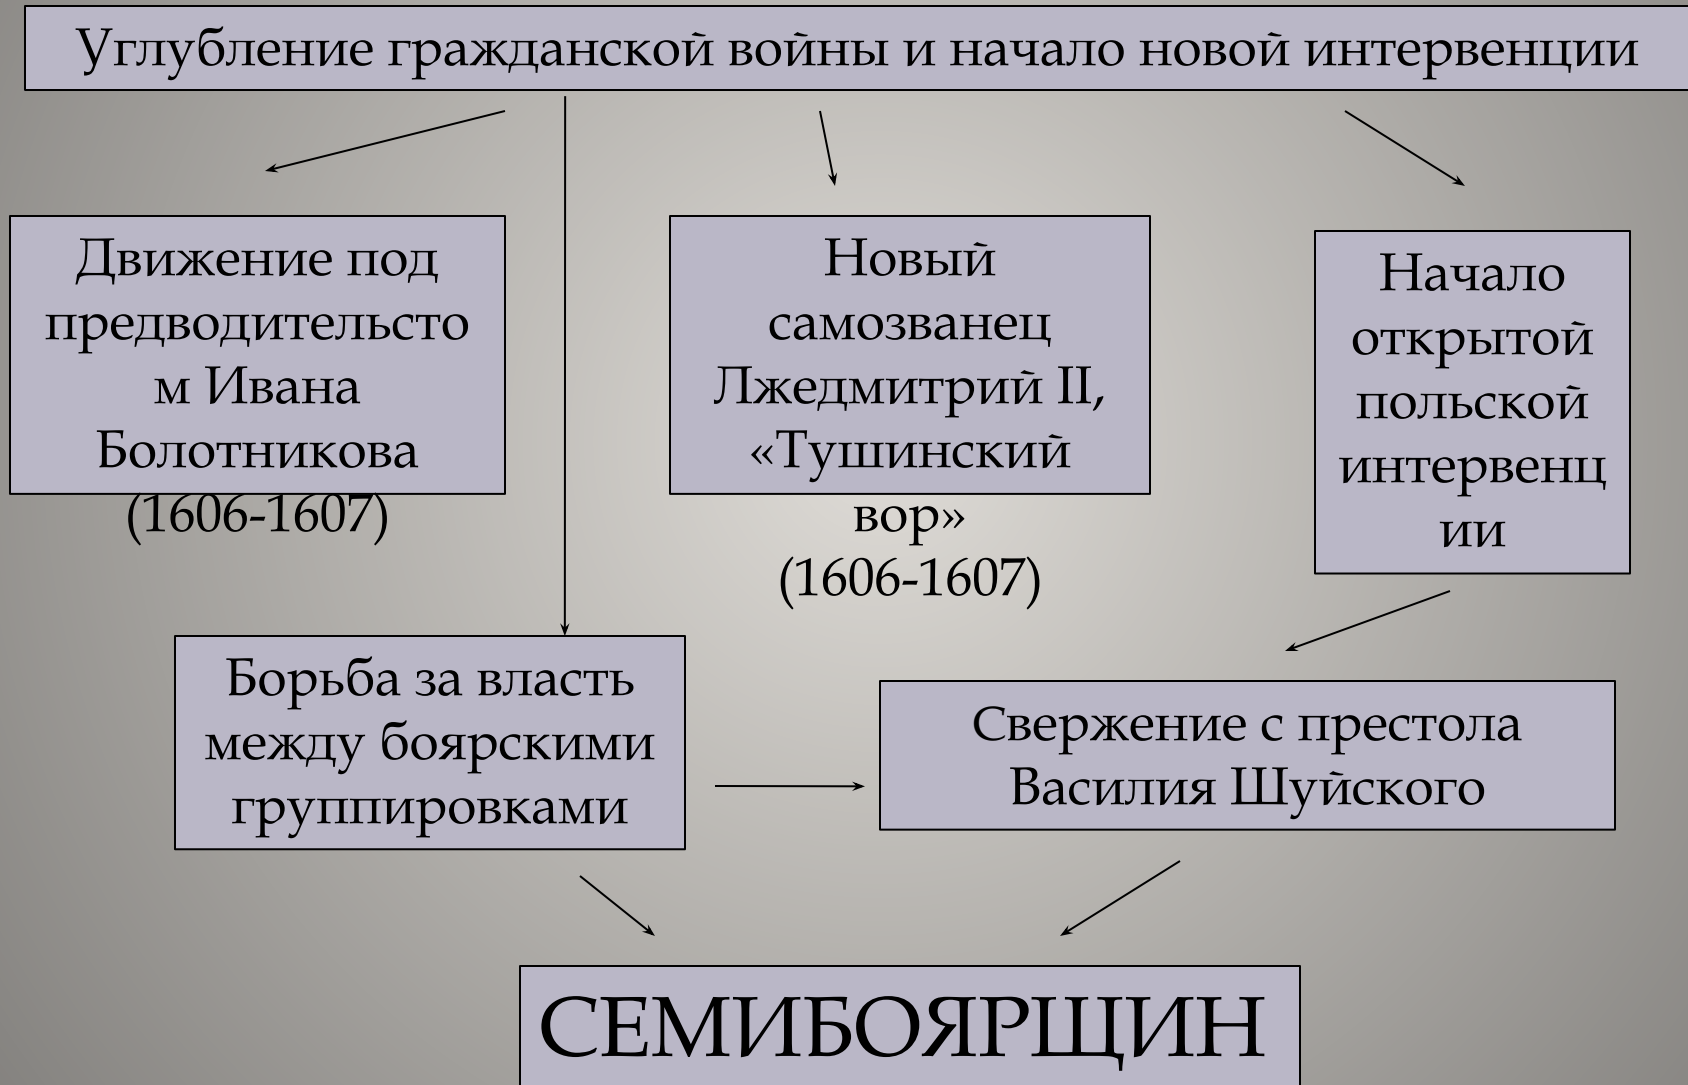 Углубление гражданской войны и начало новой интервенции
Движение под
предводительсто
м Ивана
Болотникова
(1606-1607)
Новый
самозванец
Лжедмитрий II,
«Тушинский
вор»
(1606-1607)
Начало
открытой
польской
интервенц
ии
Борьба за власть
между боярскими
группировками
Свержение с престола
Василия Шуйского
СЕМИБОЯРЩИН